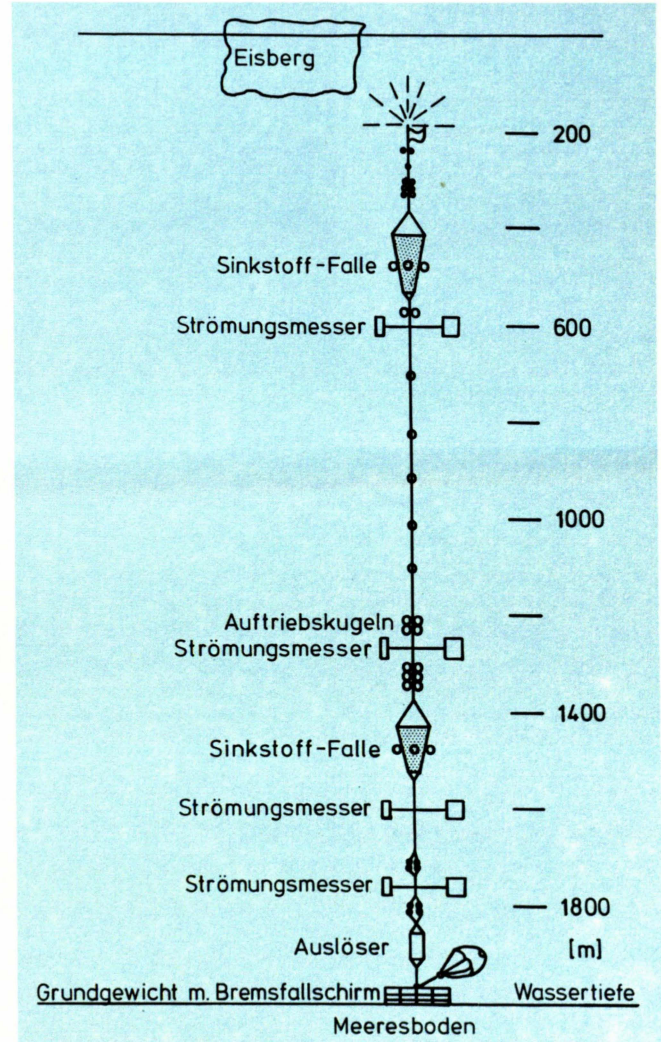 Eisberg
200
Sinkstoff-Falle
Strömungsmesser
600
1000
Auftriebskugeln
Strömungsmesser
1400
Sinkstoff-Falle
Strömungsmesser
Strömungsmesser
1800
Auslöser
[m]
Grundgewicht m. Bremsfallschirm
Wassertiefe
Meeresboden